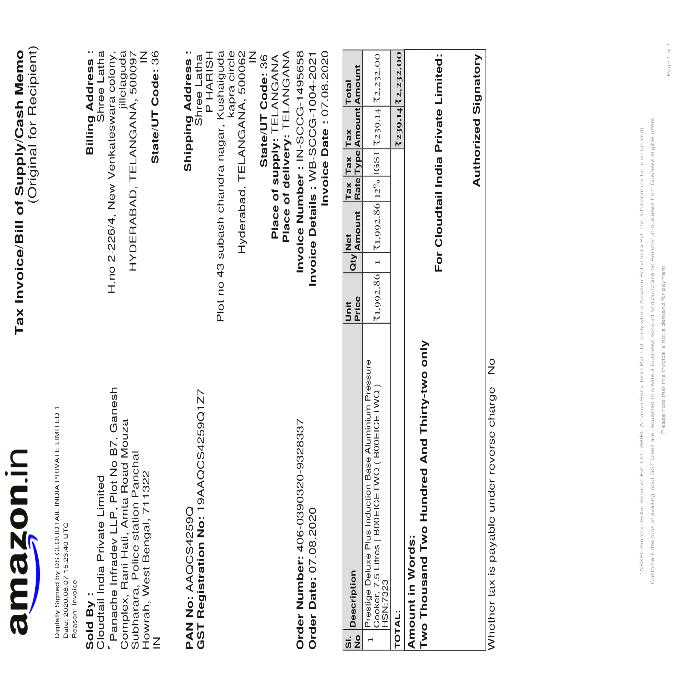 amazon.in
Tax Invoice/Bill of Supply/Cash Memo
(Original for Recipient)
Digitally Signed by DS CLOUDTAIL INDIA PRIVATE LIMITED 1
Date: 2020.08.07 15:23:40 UTC
Reason: Invoice
Sold By :
Cloudtail India Private Limited
* Panache Infradev LLP, Plot No B7, Ganesh
Complex, Rani Hati, Amta Road Mouza
Subharara, Police station Panchal
Howrah, West Bengal, 711322
IN
Billing Address :
Shree Latha
H.no 2-226/4, New Venkateswara colony,
jillelaguda
HYDERABAD, TELANGANA, 500097
IN
State/UT Code: 36
PAN No: AAQCS4259Q
GST Registration No: 19AAQCS4259Q1Z7
Shipping Address :
Shree Latha
P HARISH
Plot no 43 subash chandra nagar, Kushaiguda
kapra circle
Hyderabad, TELANGANA, 500062
IN
State/UT Code: 36
Place of supply: TELANGANA
Place of delivery: TELANGANA
Order Number: 406-0390320-9328337
Order Date: 07.08.2020
Invoice Number : IN-SCCG-1495658
Invoice Details : WB-SCCG-1004-2021
Invoice Date : 07.08.2020
Sl. No Description Unit Price Qty Net Amount Tax Rate Tax Type Tax Amount Total Amount
1 Prestige Deluxe Plus Induction Base Aluminium Pressure ₹1,992.86 1 ₹1,992.86 12% IGST ₹239.14 ₹2,232.00
Cooker, 7.5 Litres |
HSN:7323
TOTAL: ₹239.14 ₹2,232.00
Amount in Words:
Two Thousand Two Hundred And Thirty-two only
For Cloudtail India Private Limited:
Authorized Signatory
Whether tax is payable under reverse charge No
Please note that this invoice is not a demand for payment
Page 1 of 1